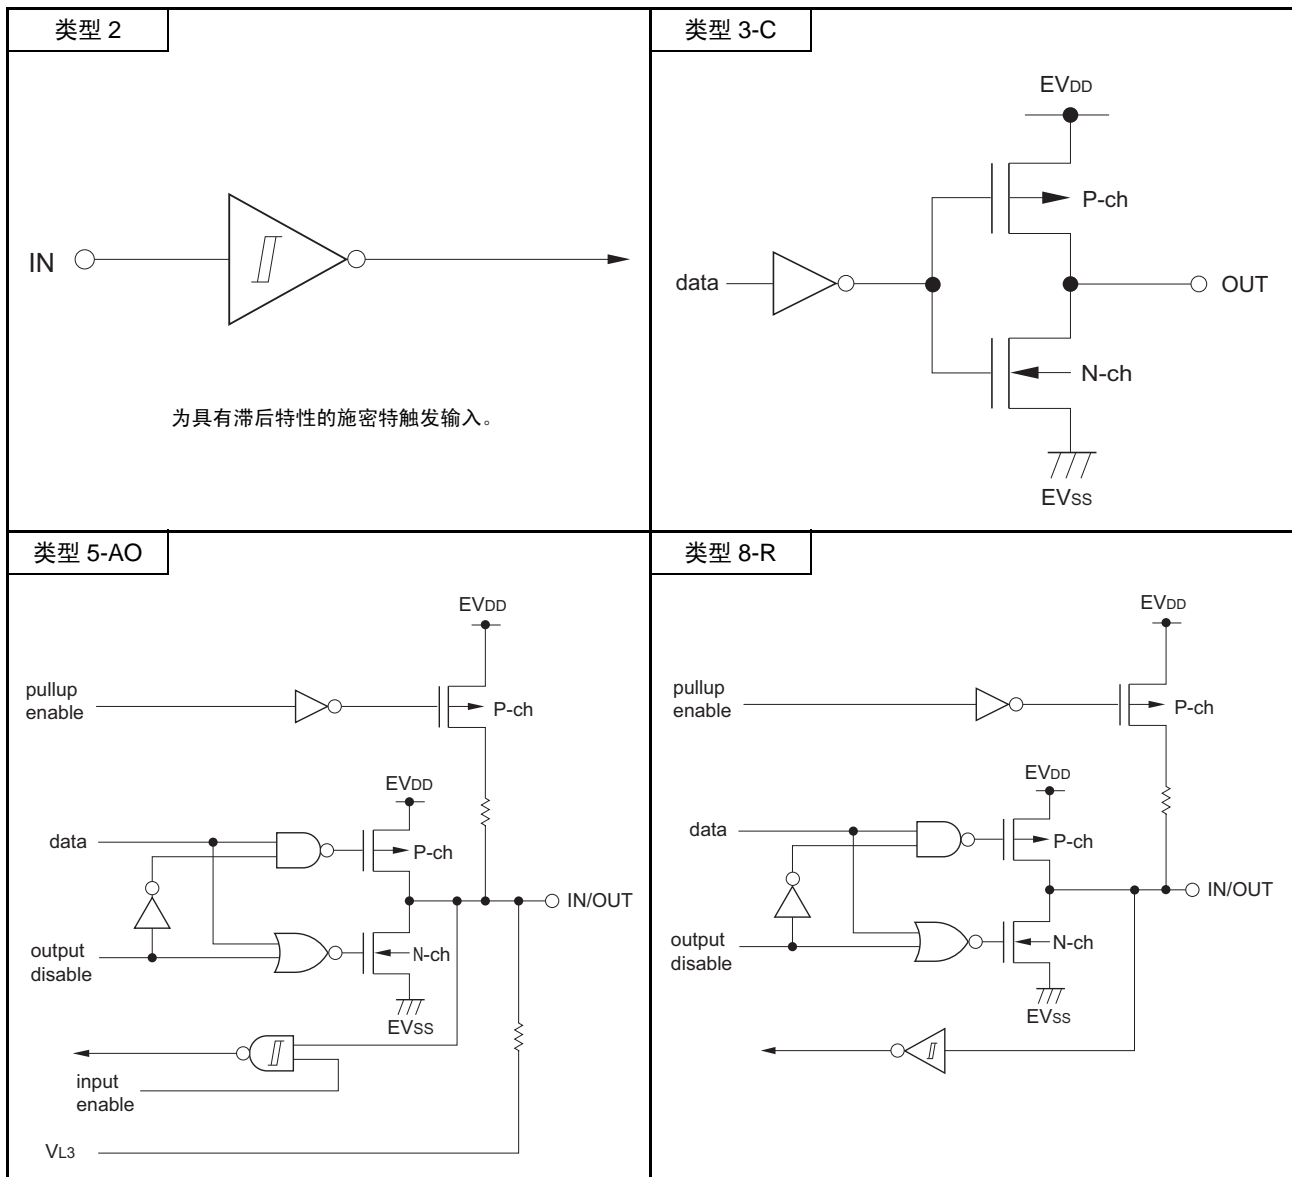 类型 2
IN
为具有滞后特性的施密特触发输入。
类型 3-C
EVDD
P-ch
data
OUT
N-ch
EVSS
类型 5-AO
EVDD
pullup
enable
P-ch
EVDD
data
P-ch
IN/OUT
output
disable
N-ch
EVSS
input
enable
VL3
类型 8-R
EVDD
pullup
enable
P-ch
EVDD
data
P-ch
IN/OUT
output
disable
N-ch
EVSS